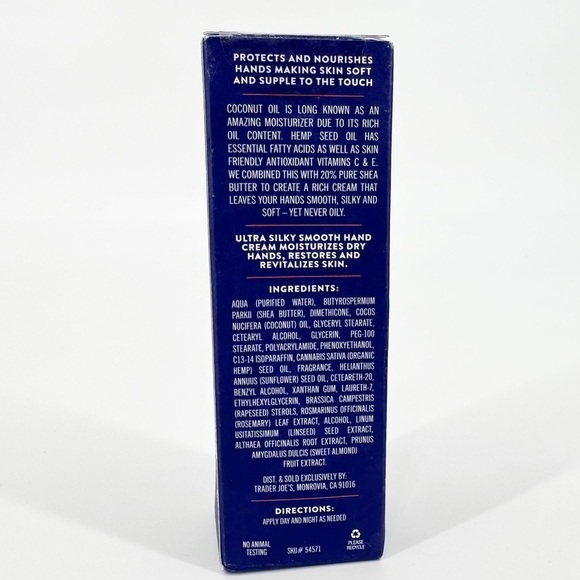 PROTECTS AND NOURISHES
HANDS MAKING SKIN SOFT
AND SUPPLE TO THE TOUCH
COCONUT OIL IS LONG KNOWN AS AN
AMAZING MOISTURIZER DUE TO ITS RICH
OIL CONTENT. HEMP SEED OIL HAS
ESSENTIAL FATTY ACIDS AS WELL AS SKIN
FRIENDLY ANTIOXIDANT VITAMINS C & E.
WE COMBINED THIS WITH 20% PURE SHEA
BUTTER TO CREATE A RICH CREAM THAT
LEAVES YOUR HANDS SMOOTH, SILKY AND
SOFT – YET NEVER OILY.
ULTRA SILKY SMOOTH HAND
CREAM MOISTURIZES DRY
HANDS, RESTORES AND
REVITALIZES SKIN.
INGREDIENTS:
AQUA (PURIFIED WATER), BUTYROSPERMUM
PARKII (SHEA BUTTER), DIMETHICONE, COCOS
NUCIFERA (COCONUT) OIL, GLYCERYL STEARATE,
CETEARYL ALCOHOL, GLYCERIN, PEG-100
STEARATE, POLYACRYLAMIDE, PHENOXYETHANOL,
C13-14 ISOPARAFFIN, CANNABIS SATIVA (ORGANIC
HEMP) SEED OIL, FRAGRANCE, HELIANTHUS
ANNUUS (SUNFLOWER) SEED OIL, CETEARETH-20,
BENZYL ALCOHOL, XANTHAN GUM, LAURETH-7,
ETHYLHEXYLGLYCERIN, BRASSICA CAMPESTRIS
(RAPESEED) STEROLS, ROSMARINUS OFFICINALIS
(ROSEMARY) LEAF EXTRACT, ALCOHOL, LINUM
USITATISSIMUM (LINSEED) SEED EXTRACT,
ALTHAEA OFFICINALIS ROOT EXTRACT, PRUNUS
AMYGDALUS DULCIS (SWEET ALMOND)
FRUIT EXTRACT.
DIST. & SOLD EXCLUSIVELY BY:
TRADER JOE'S, MONROVIA, CA 91016
DIRECTIONS:
APPLY DAY AND NIGHT AS NEEDED
NO ANIMAL
TESTING
SKU# 54571
PLEASE
RECYCLE